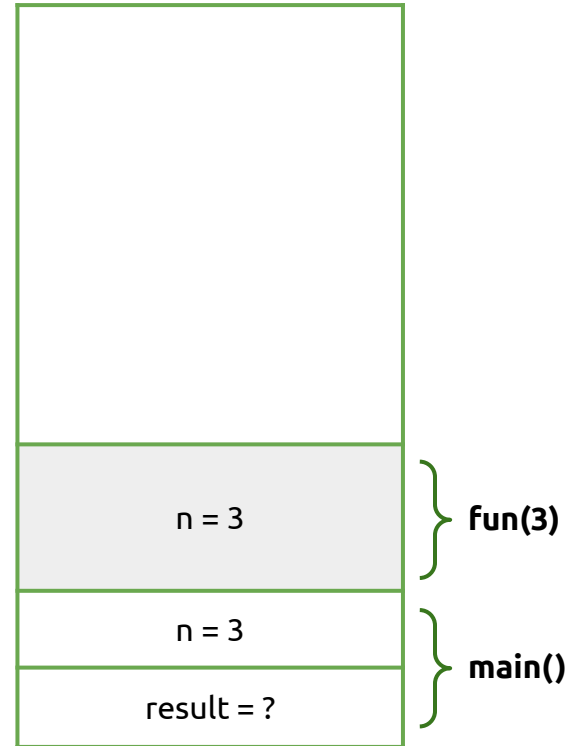 n = 3
fun(3)
n = 3
main()
result = ?